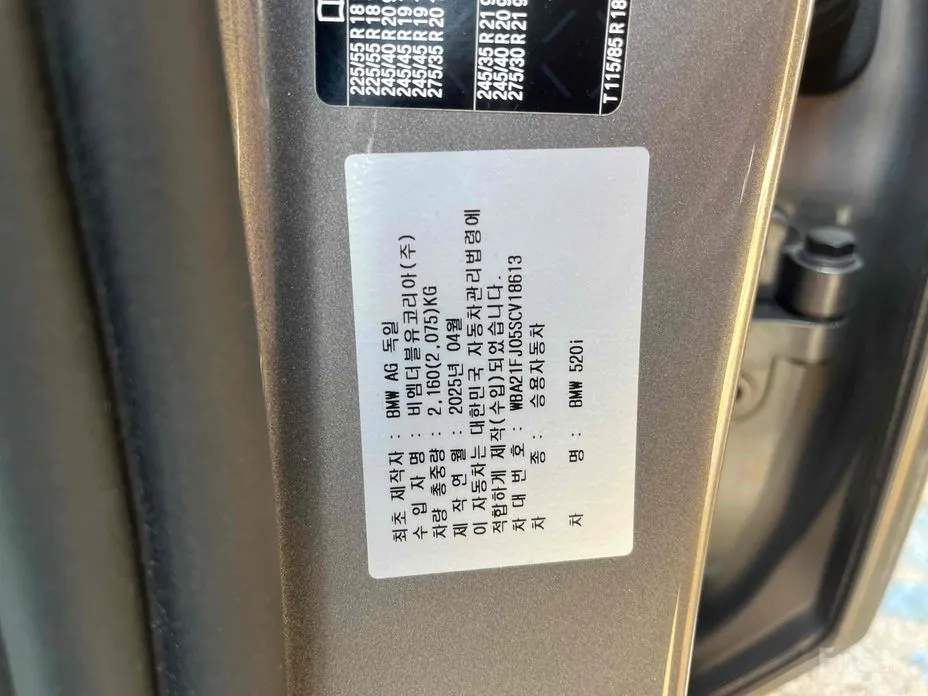 225/55 R 18
225/55 R 18
245/40 R 20
245/45 R 19
245/45 R 19
275/35 R 20
245/35 R 21
245/40 R 20
275/30 R 21
T 115/85 R 18
최초 제작자 : BMW AG 독일
수 입 자 명 : 비엠더블유코리아(주)
차량 총중량 : 2,160(2,075)KG
제 작 연 월 : 2025년 04월
이 자동차는 대한민국 자동차관리법령에
적합하게 제작(수입)되었습니다.
차 대 번 호 : WBA21FJ05SCV18613
차 종 : 승용자동차
차 명 : BMW 520i
Encar